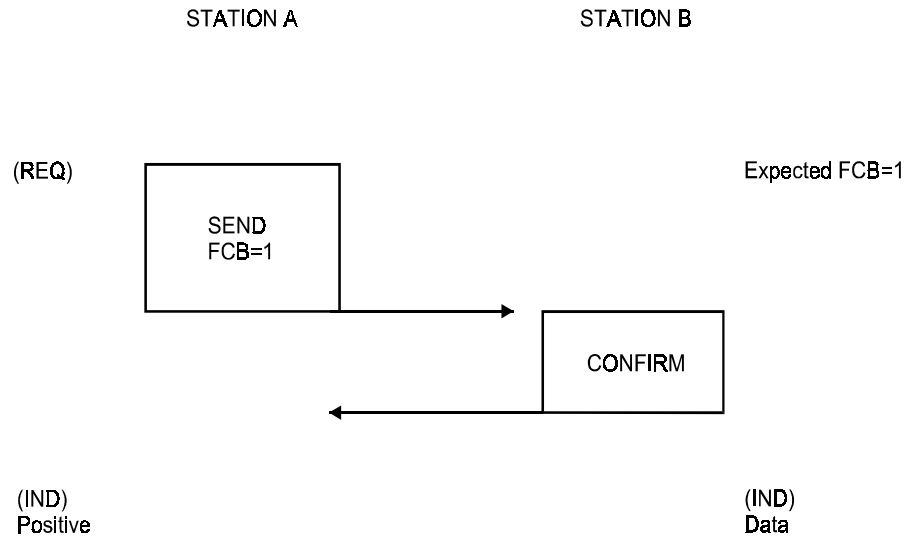 STATION A
STATION B
(REQ)
Expected FCB=1
SEND
FCB=1
CONFIRM
(IND)
Positive
(IND)
Data